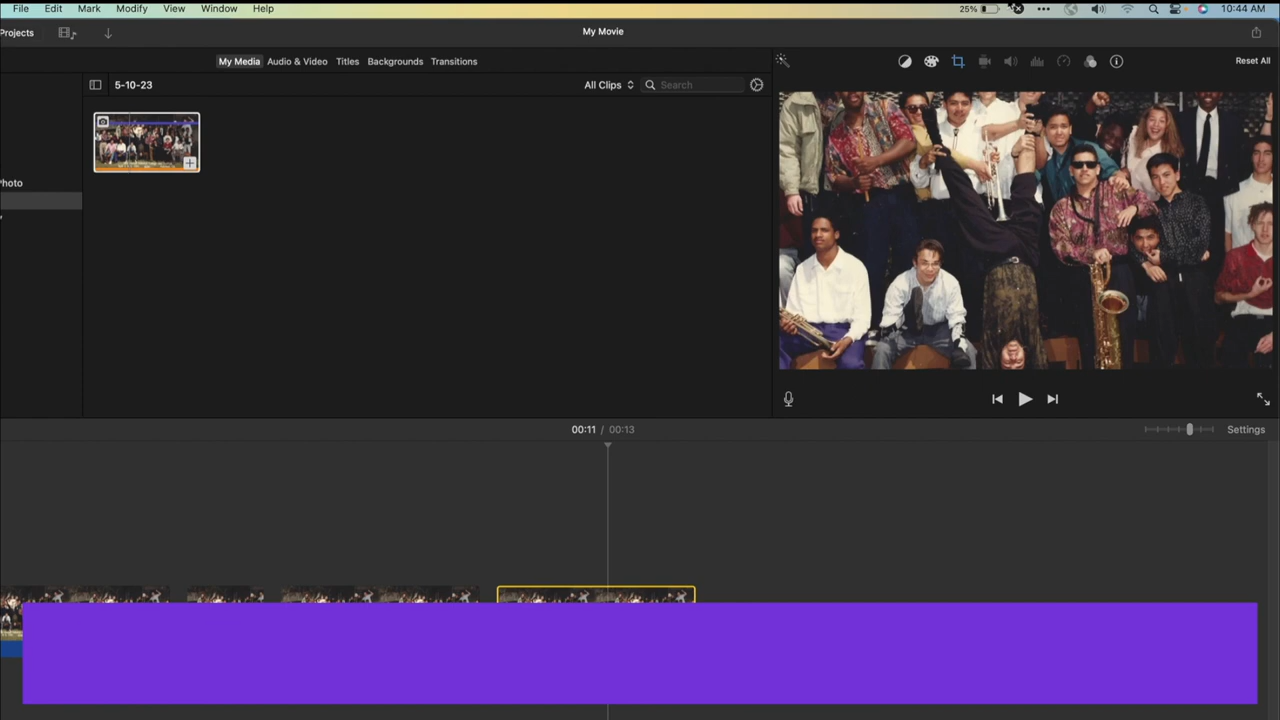 File Edit Mark Modify View Window Help 25% 10:44 AM
Projects My Movie
My Media Audio & Video Titles Backgrounds Transitions Reset All
5-10-23 All Clips Search
Photo
00:11 / 00:13 Settings